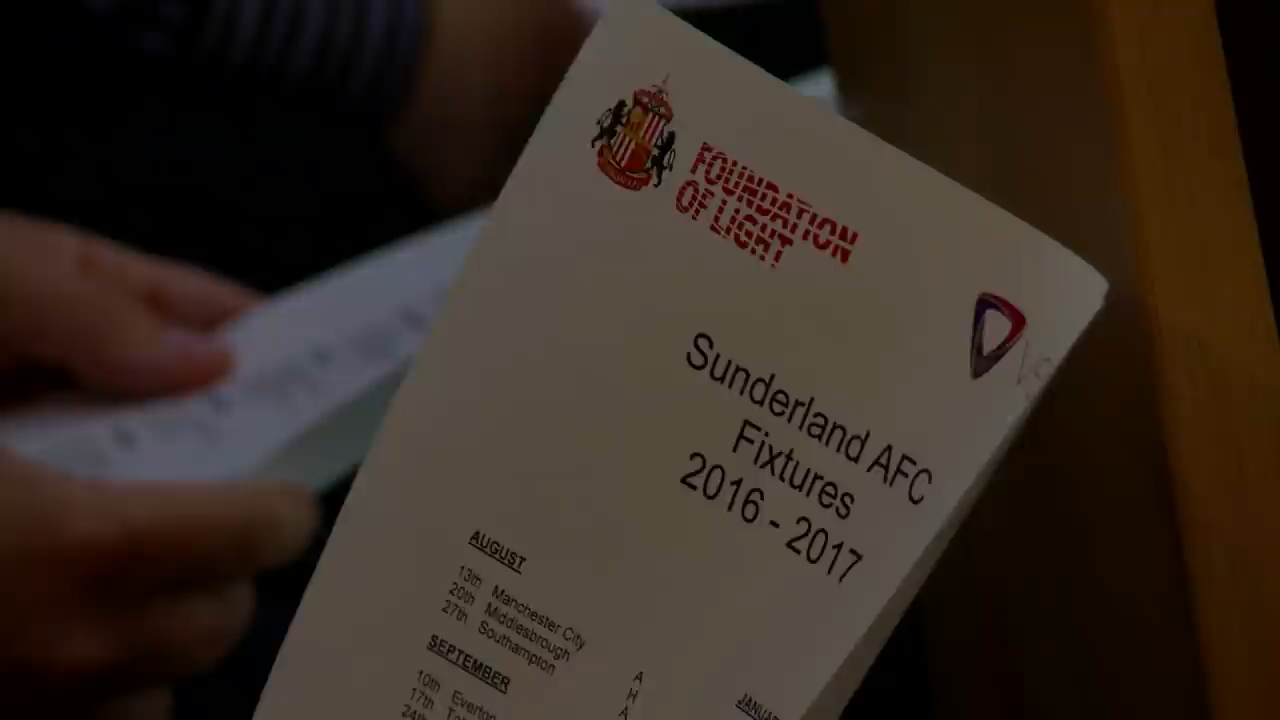 FOUNDATION
OF LIGHT
Sunderland AFC
Fixtures
2016 - 2017
AUGUST
13th Manchester City A
20th Middlesbrough H
27th Southampton A
SEPTEMBER
10th Everton
17th
24th